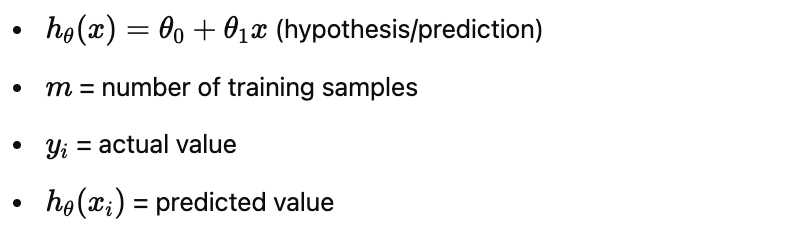 • hθ(x) = θ0 + θ1x (hypothesis/prediction)
• m = number of training samples
• yi = actual value
• hθ(xi) = predicted value